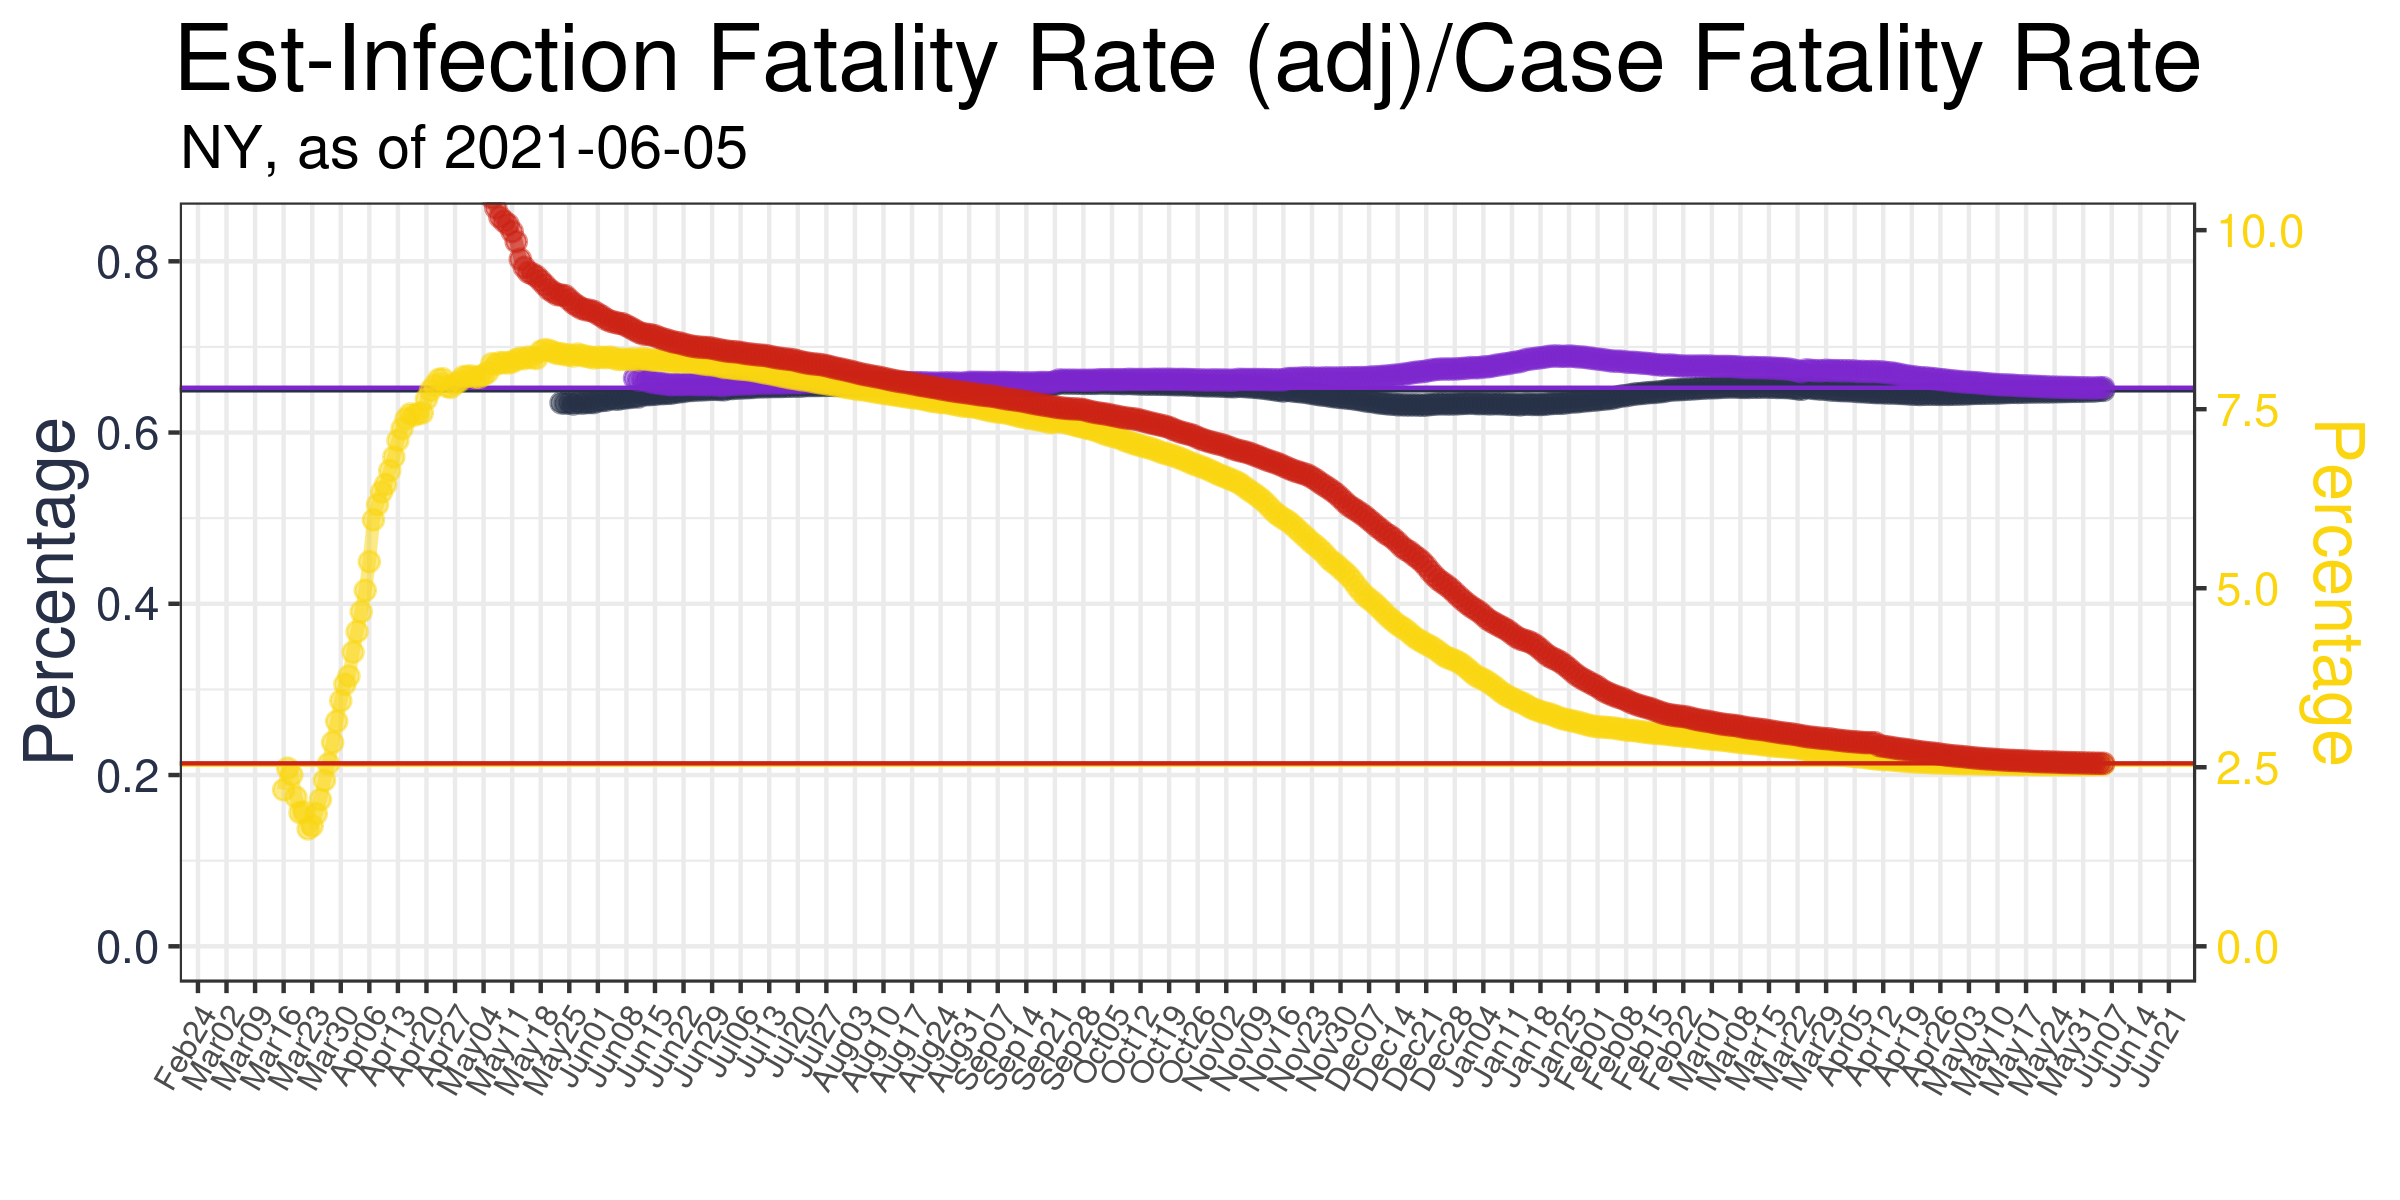 Est-Infection Fatality Rate (adj)/Case Fatality Rate
NY, as of 2021-06-05
Percentage
0.8
0.6
0.4
0.2
0.0
10.0
7.5
5.0
2.5
0.0
Percentage
Feb24
Mar02
Mar09
Mar16
Mar23
Mar30
Apr06
Apr13
Apr20
Apr27
May04
May11
May18
May25
Jun01
Jun08
Jun15
Jun22
Jun29
Jul06
Jul13
Jul20
Jul27
Aug03
Aug10
Aug17
Aug24
Aug31
Sep07
Sep14
Sep21
Sep28
Oct05
Oct12
Oct19
Oct26
Nov02
Nov09
Nov16
Nov23
Nov30
Dec07
Dec14
Dec21
Dec28
Jan04
Jan11
Jan18
Jan25
Feb01
Feb08
Feb15
Feb22
Mar01
Mar08
Mar15
Mar22
Mar29
Apr05
Apr12
Apr19
Apr26
May03
May10
May17
May24
May31
Jun07
Jun14
Jun21